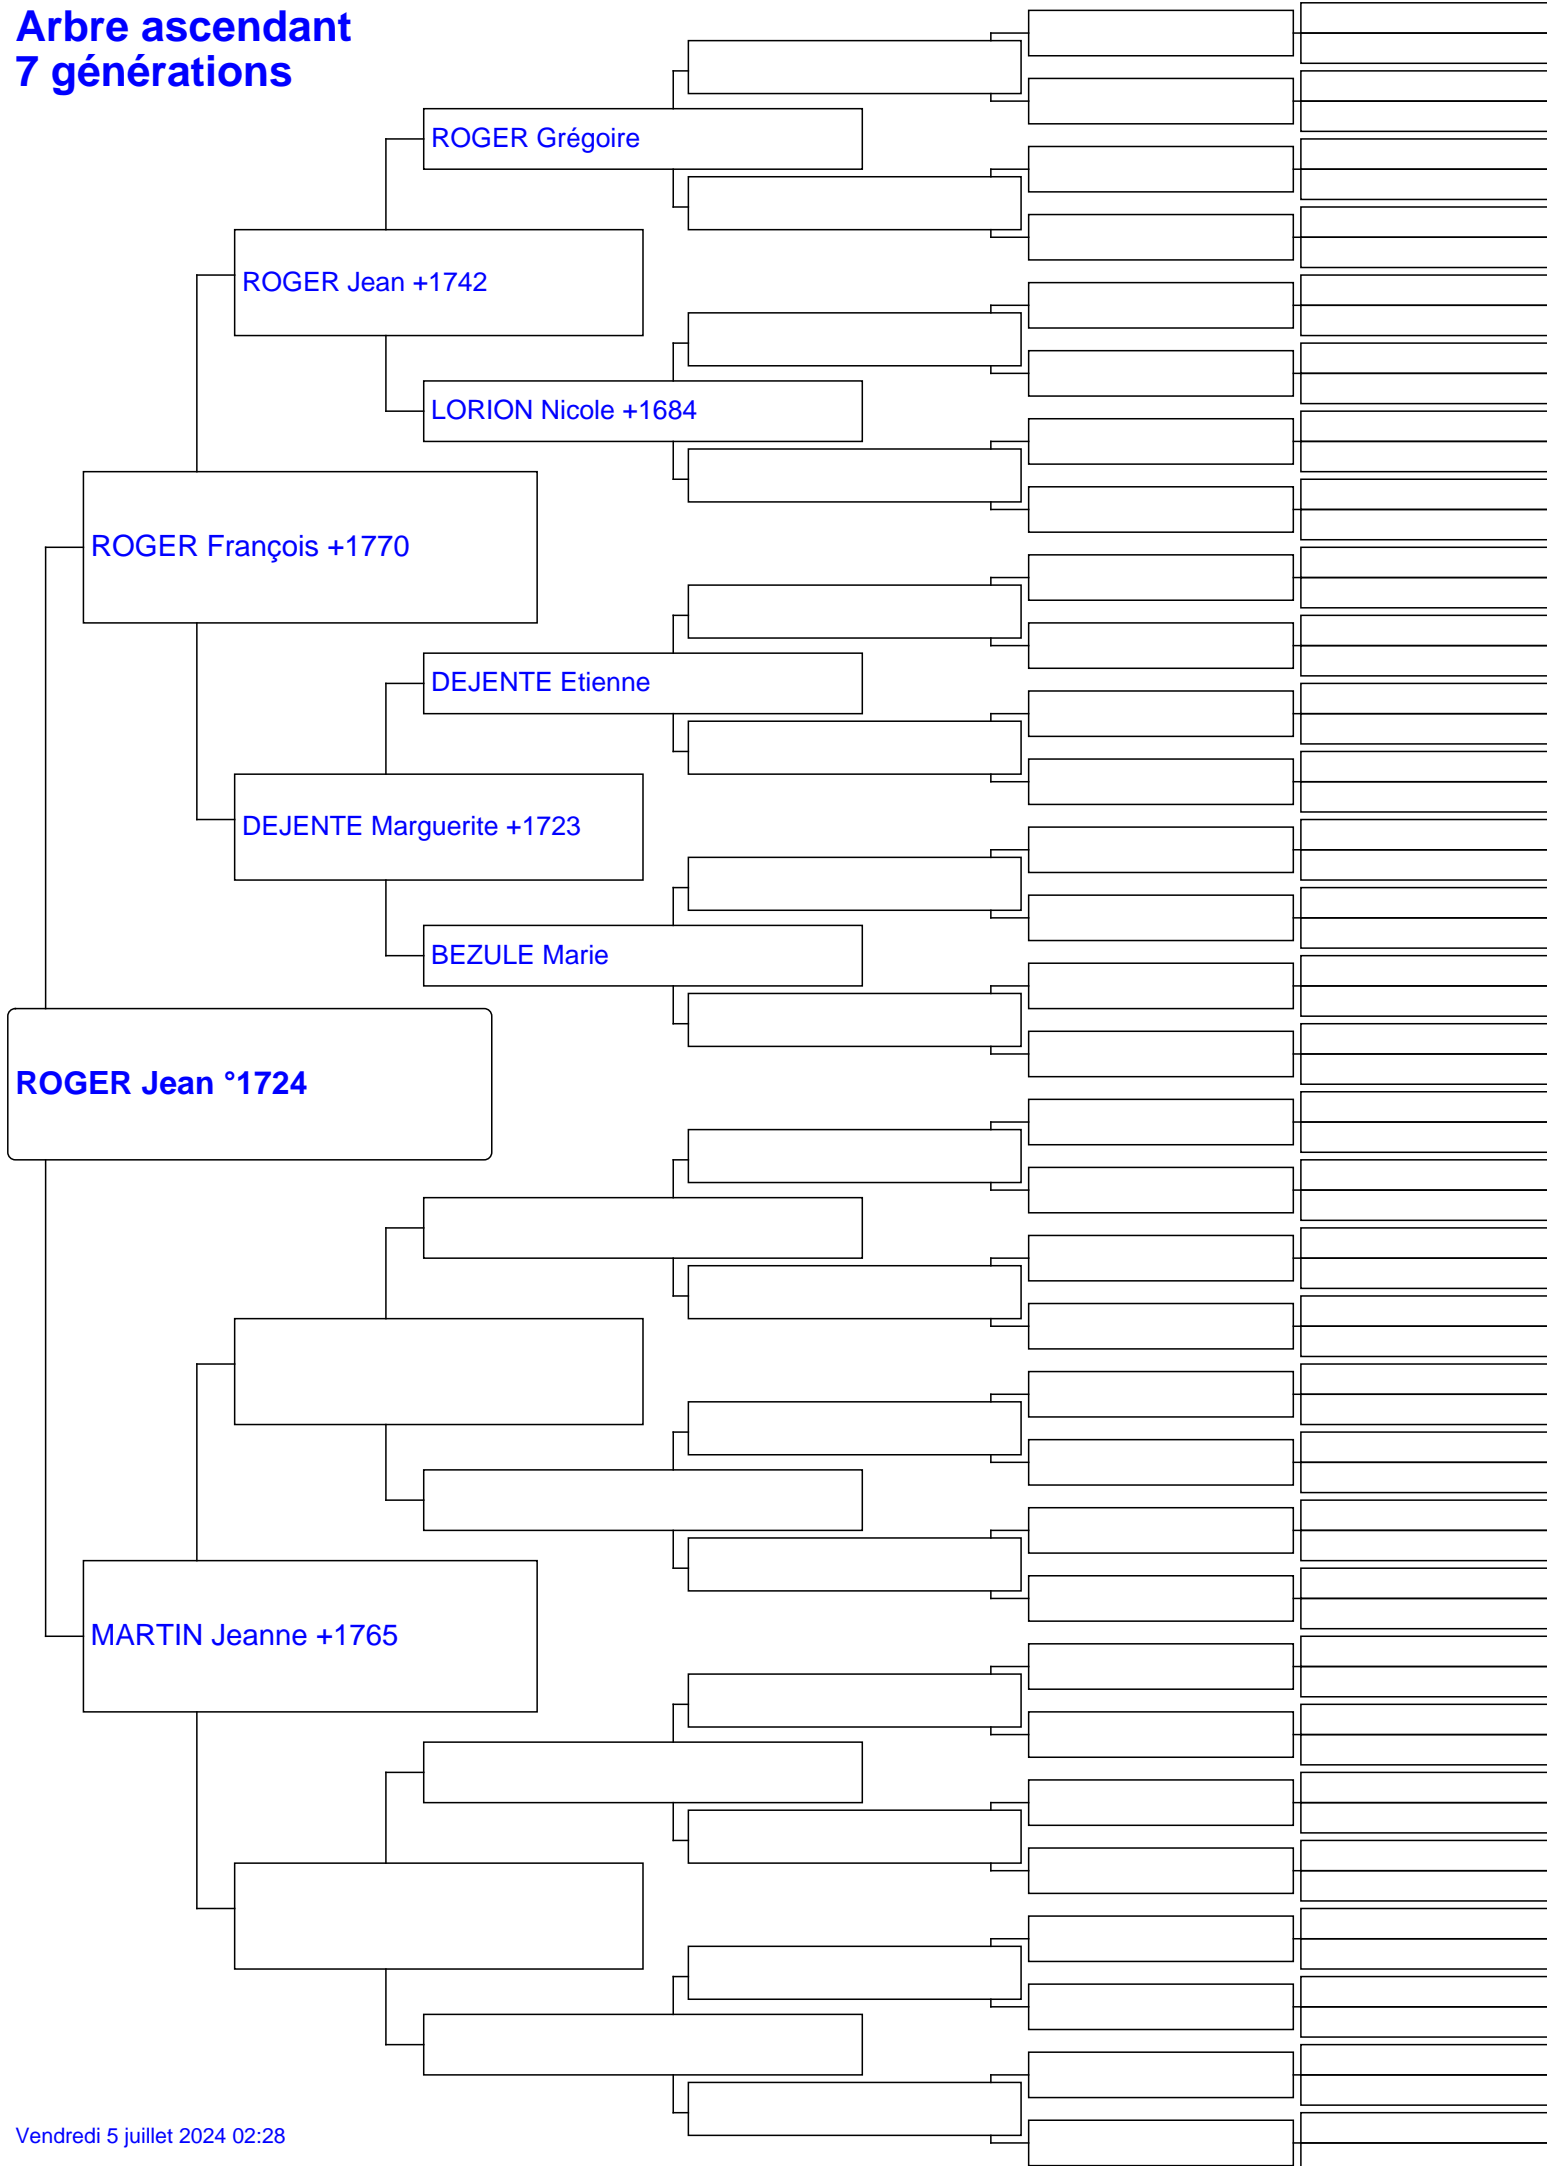 Arbre ascendant
7 générations
ROGER Grégoire
ROGER Jean +1742
LORION Nicole +1684
ROGER François +1770
DEJENTE Etienne
DEJENTE Marguerite +1723
BEZULE Marie
ROGER Jean °1724
MARTIN Jeanne +1765
Vendredi 5 juillet 2024 02:28